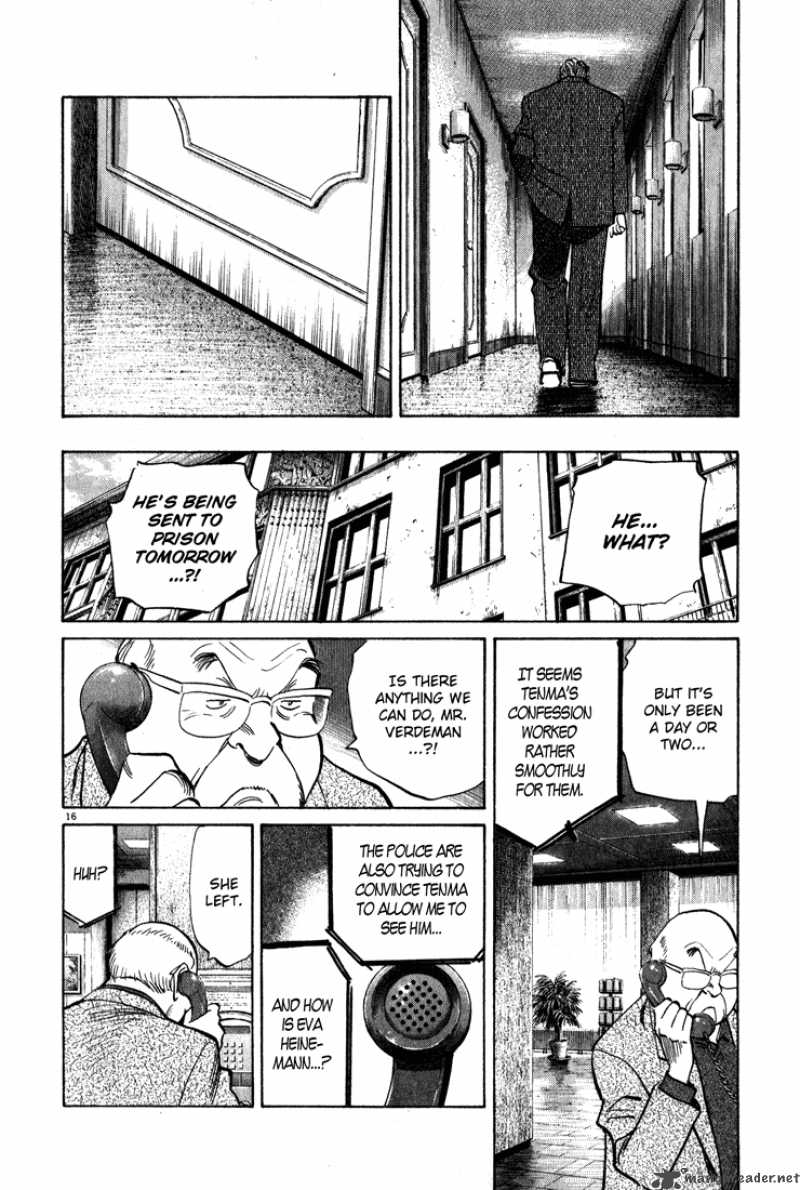 HE...
WHAT?
HE'S BEING
SENT TO
PRISON
TOMORROW
...?!
BUT IT'S
ONLY BEEN
A DAY OR
TWO...
IT SEEMS
TENMA'S
CONFESSION
WORKED
RATHER
SMOOTHLY
FOR THEM.
IS THERE
ANYTHING WE
CAN DO, MR.
VERDEMAN
...?!
16
THE POLICE ARE
ALSO TRYING TO
CONVINCE TENMA
TO ALLOW ME TO
SEE HIM...
AND HOW
IS EVA
HEINE-
MANN...?
SHE
LEFT.
HUH?